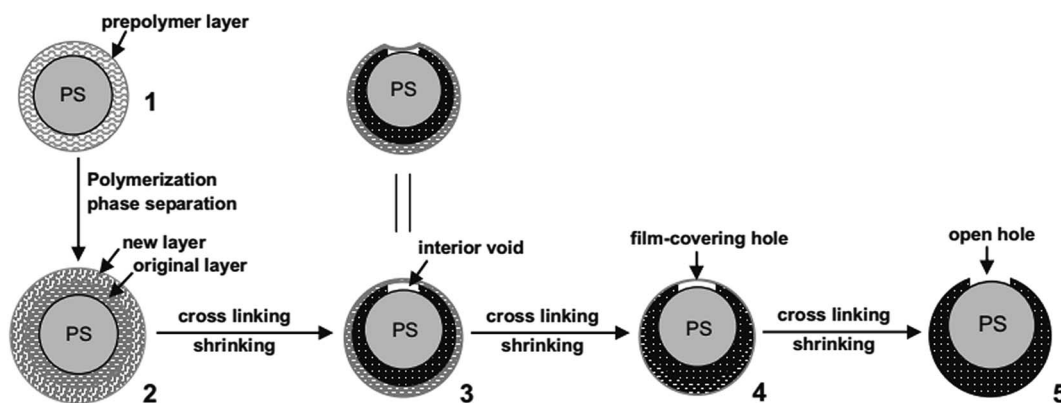 prepolymer layer
PS
1
PS
Polymerization
phase separation
new layer
original layer
PS
2
cross linking
shrinking
interior void
PS
3
cross linking
shrinking
film-covering hole
PS
4
cross linking
shrinking
open hole
PS
5